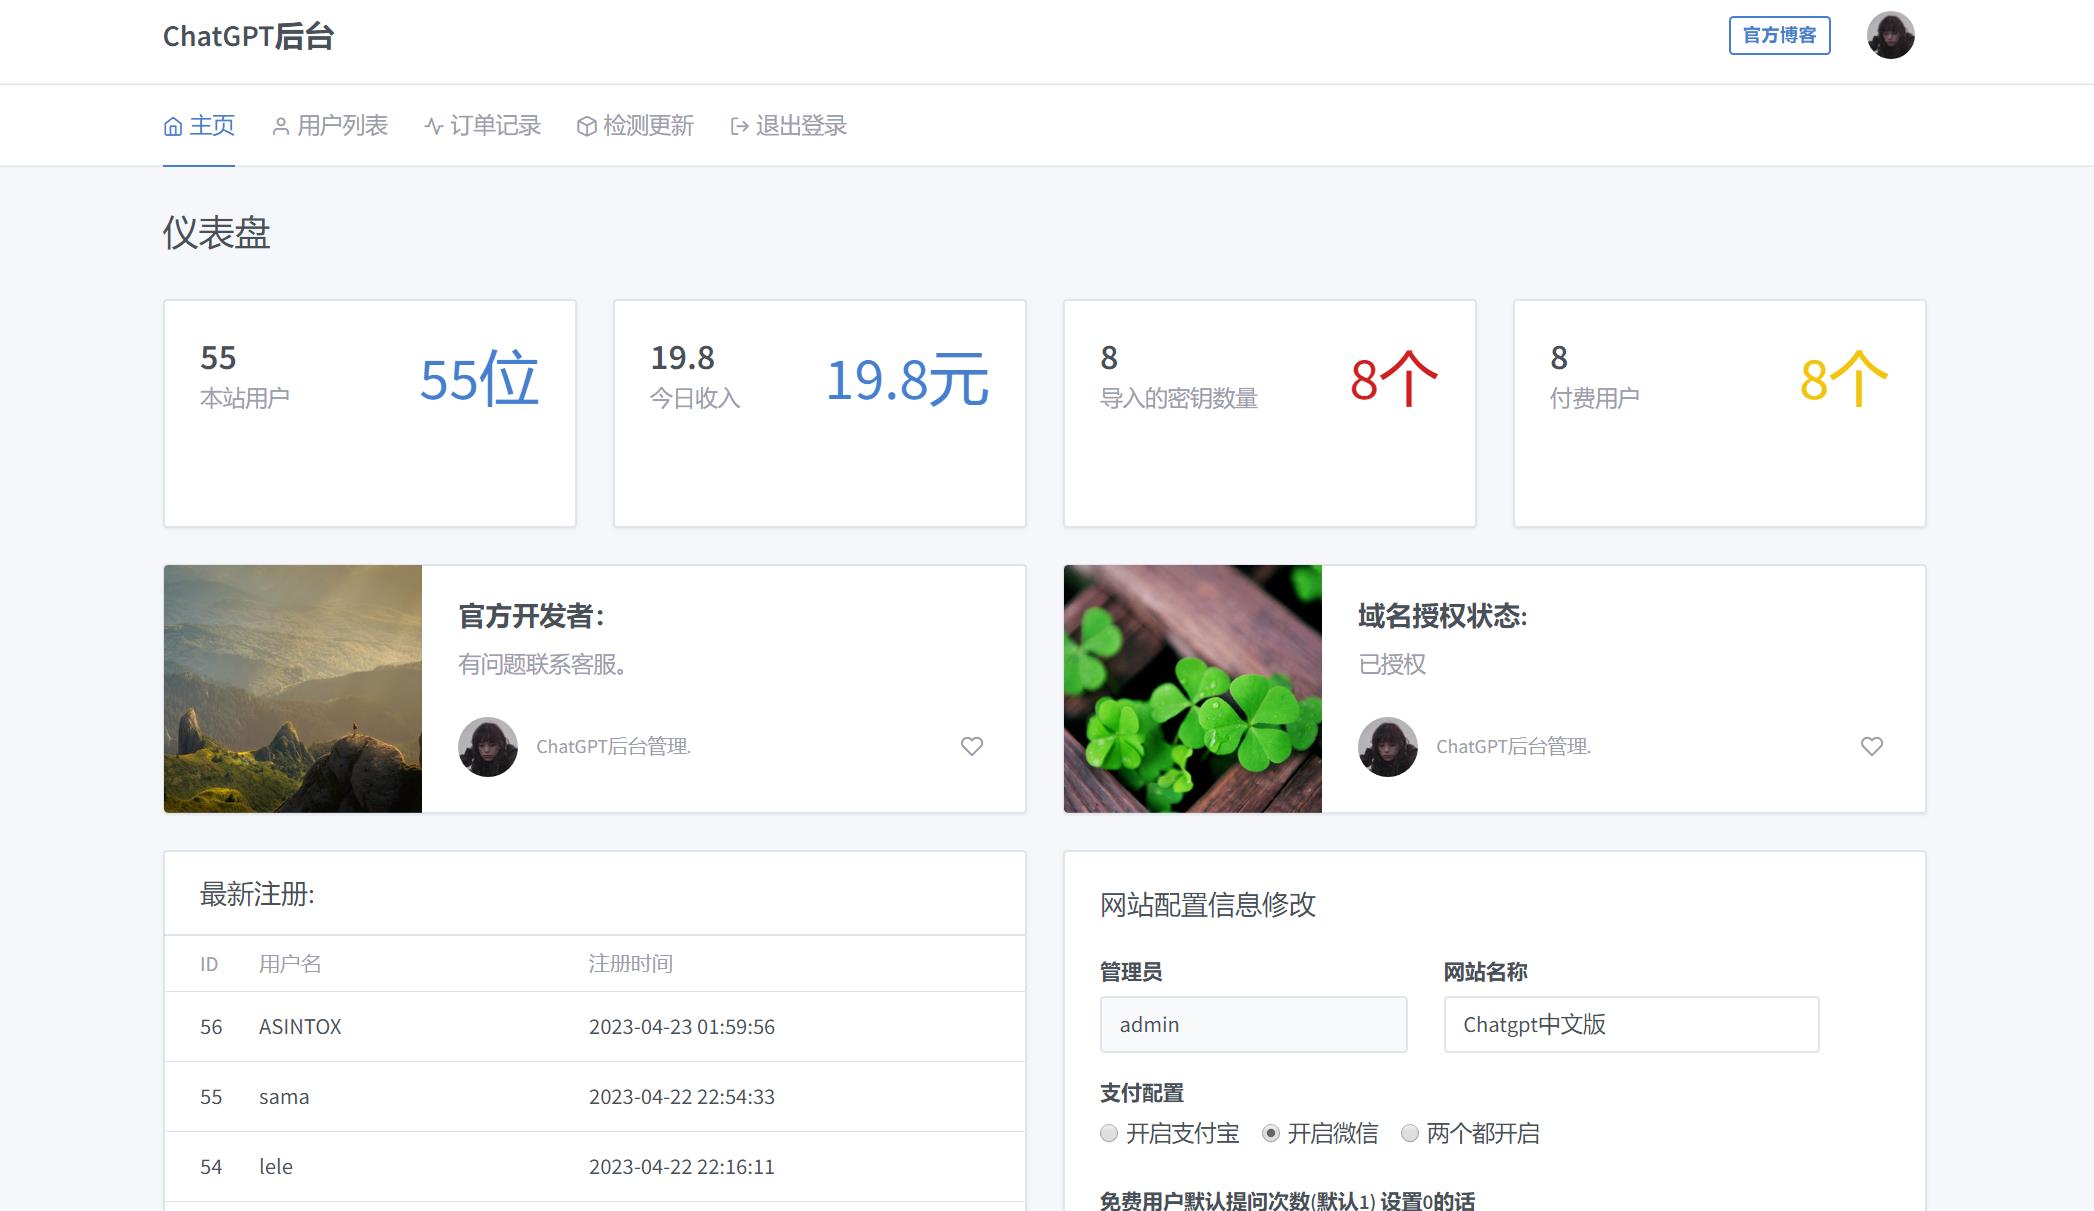 ChatGPT后台
官方博客
主页 用户列表 订单记录 检测更新 退出登录
仪表盘
55
本站用户
55位
19.8
今日收入
19.8元
8
导入的密钥数量
8个
8
付费用户
8个
官方开发者：
有问题联系客服。
ChatGPT后台管理.
域名授权状态:
已授权
ChatGPT后台管理.
最新注册:
ID 用户名 注册时间
56 ASINTOX 2023-04-23 01:59:56
55 sama 2023-04-22 22:54:33
54 lele 2023-04-22 22:16:11
网站配置信息修改
管理员 网站名称
admin Chatgpt中文版
支付配置
开启支付宝 开启微信 两个都开启
免费用户默认提问次数(默认1) 设置0的话